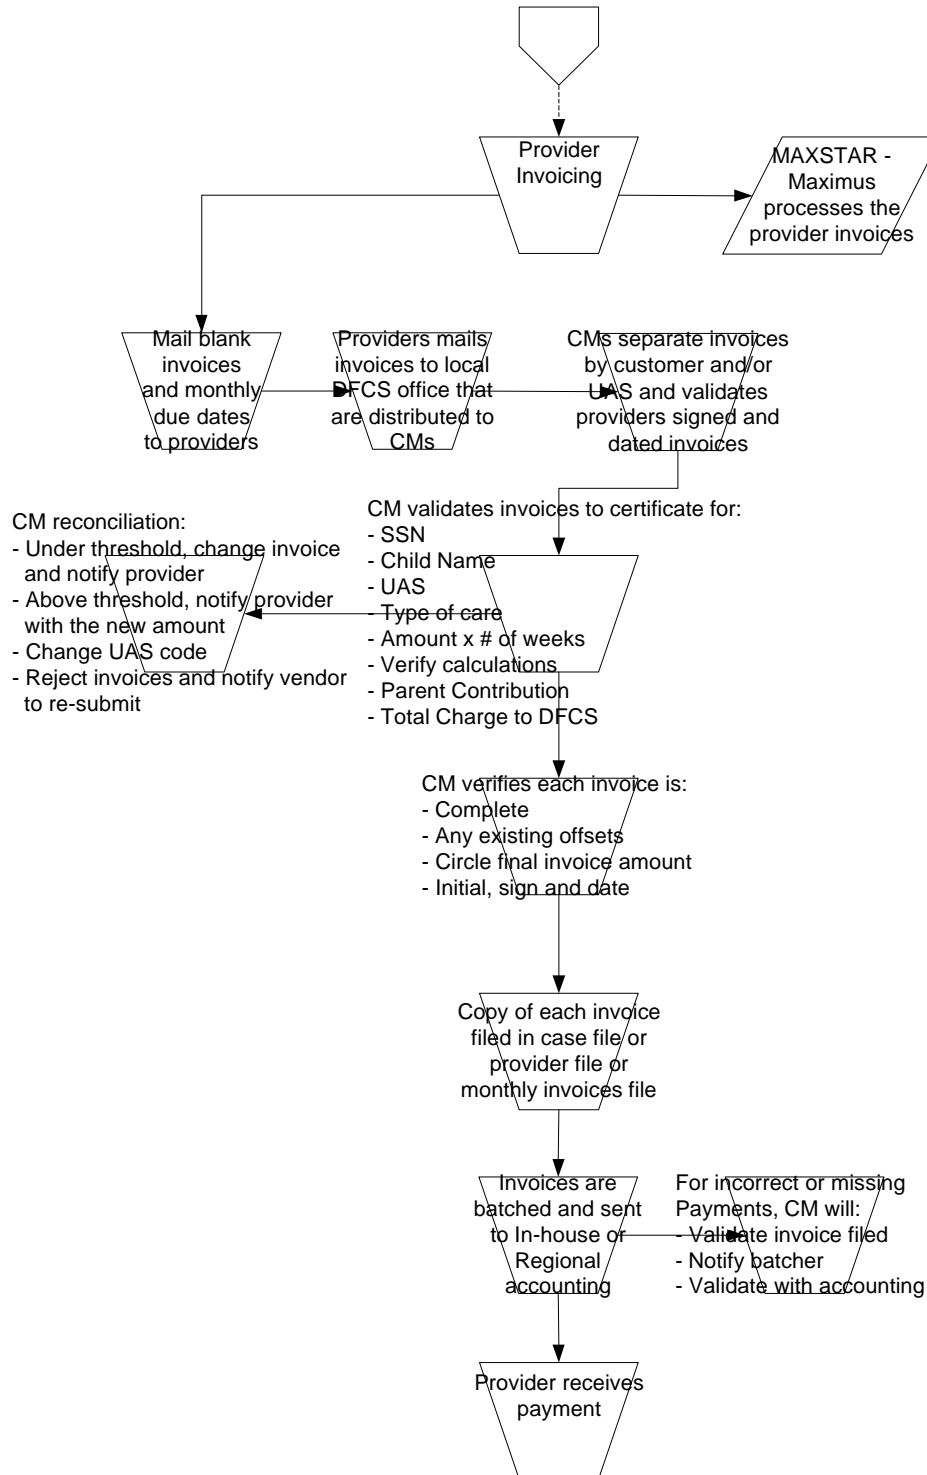 Provider
Invoicing
MAXSTAR -
Maximus
processes the
provider invoices
Mail blank
invoices
and monthly
due dates
to providers
Providers mails
invoices to local
DFCS office that
are distributed to
CMs
CMs separate invoices
by customer and/or
UAS and validates
providers signed and
dated invoices
CM reconciliation:
- Under threshold, change invoice
and notify provider
- Above threshold, notify provider
with the new amount
- Change UAS code
- Reject invoices and notify vendor
to re-submit
CM validates invoices to certificate for:
- SSN
- Child Name
- UAS
- Type of care
- Amount x # of weeks
- Verify calculations
- Parent Contribution
- Total Charge to DFCS
CM verifies each invoice is:
- Complete
- Any existing offsets
- Circle final invoice amount
- Initial, sign and date
Copy of each invoice
filed in case file or
provider file or
monthly invoices file
Invoices are
batched and sent
to In-house or
Regional
accounting
For incorrect or missing
Payments, CM will:
- Validate invoice filed
- Notify batcher
- Validate with accounting
Provider receives
payment